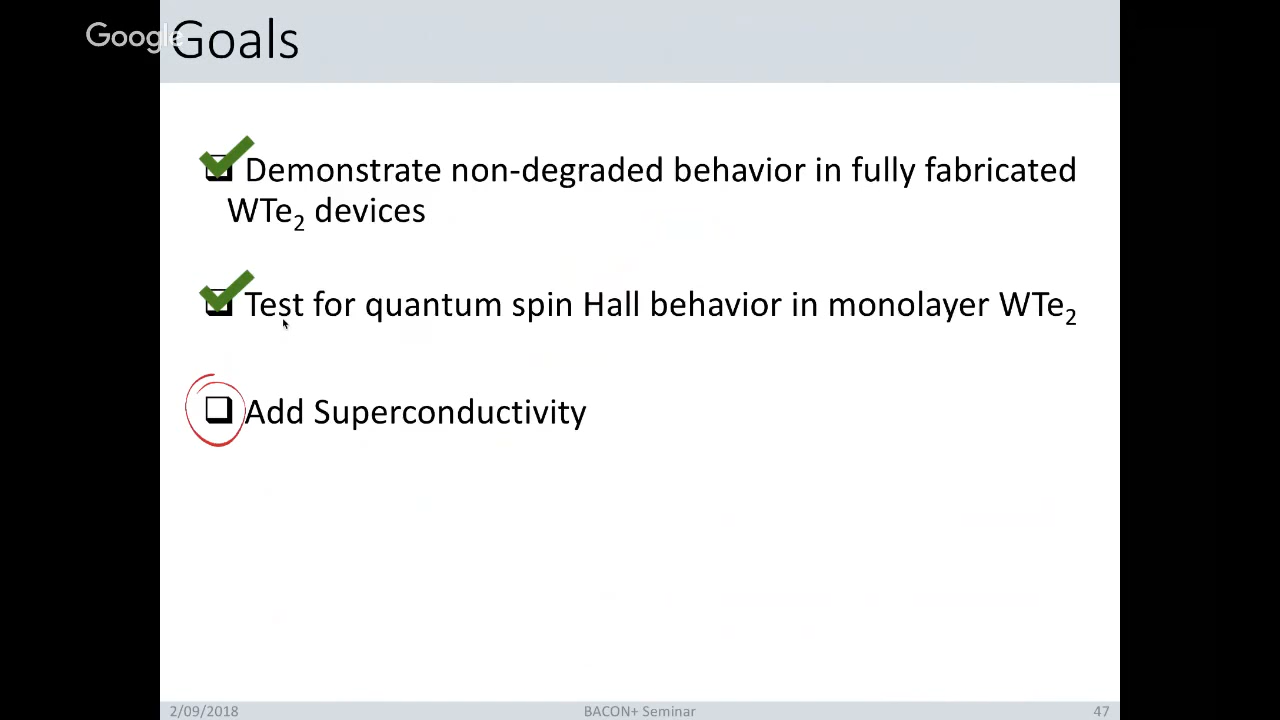 Google
Goals
Demonstrate non-degraded behavior in fully fabricated
WTe₂ devices
Test for quantum spin Hall behavior in monolayer WTe₂
Add Superconductivity
2/09/2018 BACON+ Seminar 47